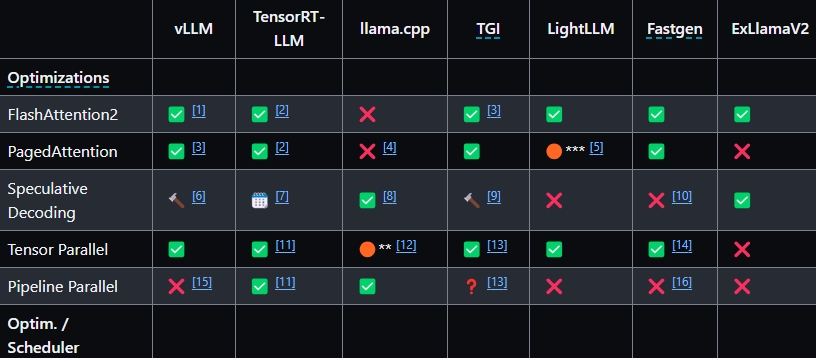 vLLM TensorRT-LLM llama.cpp TGI LightLLM Fastgen ExLlamaV2
Optimizations
FlashAttention2 ✅ [1] ✅ [2] ❌ ✅ [3] ✅ ✅ ✅
PagedAttention ✅ [3] ✅ [2] ❌ [4] ✅ 🟠 *** [5] ✅ ❌
Speculative Decoding 🔨 [6] 🗓️ [7] ✅ [8] 🔨 [9] ❌ ❌ [10] ✅
Tensor Parallel ✅ ✅ [11] 🟠 ** [12] ✅ [13] ✅ ✅ [14] ❌
Pipeline Parallel ❌ [15] ✅ [11] ✅ ❓ [13] ❌ ❌ [16] ❌
Optim. / Scheduler